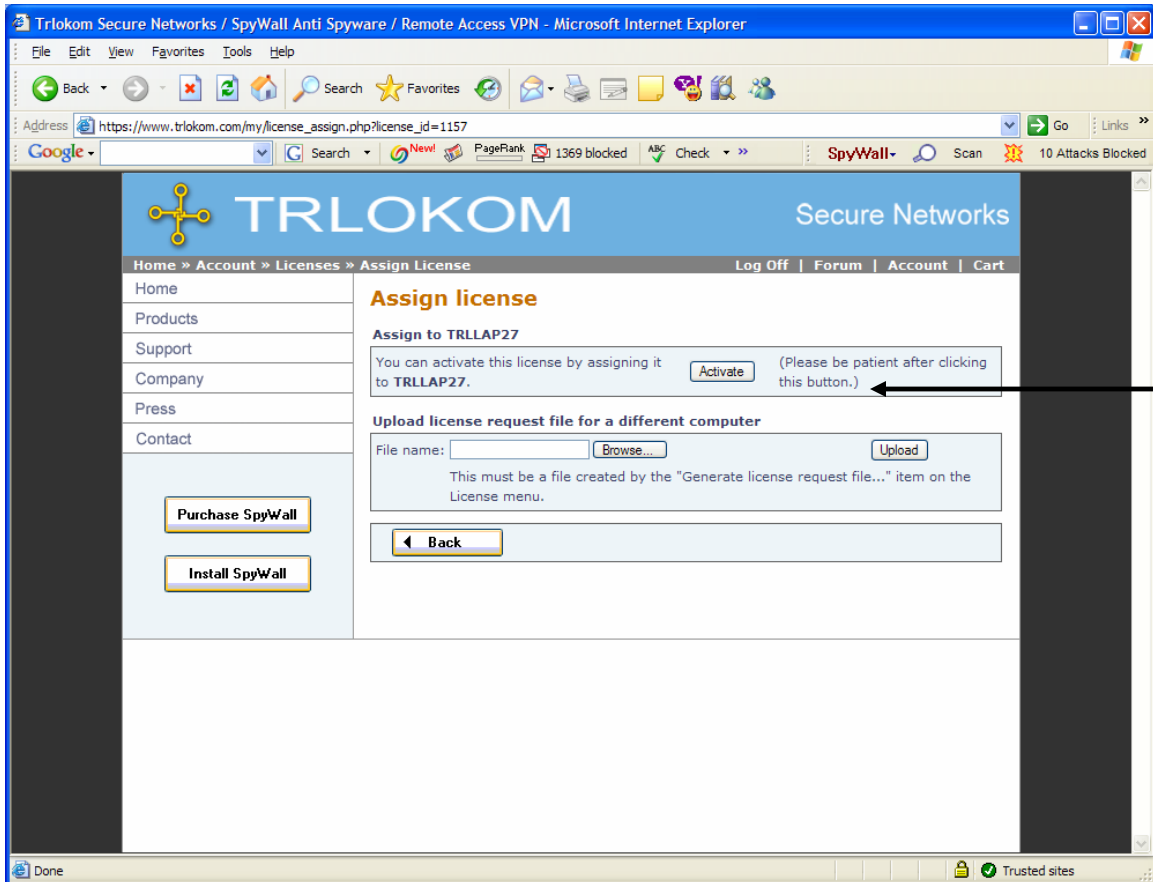 Trlokom Secure Networks / SpyWall Anti Spyware / Remote Access VPN - Microsoft Internet Explorer
File Edit View Favorites Tools Help
Back Search Favorites
Address https://www.trlokom.com/my/license_assign.php?license_id=1157 Go Links »
Google G Search New! PageRank 1369 blocked ABC Check » SpyWall Scan 10 Attacks Blocked
TRLOKOM Secure Networks
Home » Account » Licenses » Assign License Log Off | Forum | Account | Cart
Home
Products
Support
Company
Press
Contact
Purchase SpyWall
Install SpyWall
Assign license
Assign to TRLLAP27
You can activate this license by assigning it
to TRLLAP27.
Activate
(Please be patient after clicking
this button.)
Upload license request file for a different computer
File name: Browse... Upload
This must be a file created by the "Generate license request file..." item on the
License menu.
Back
Done Trusted sites